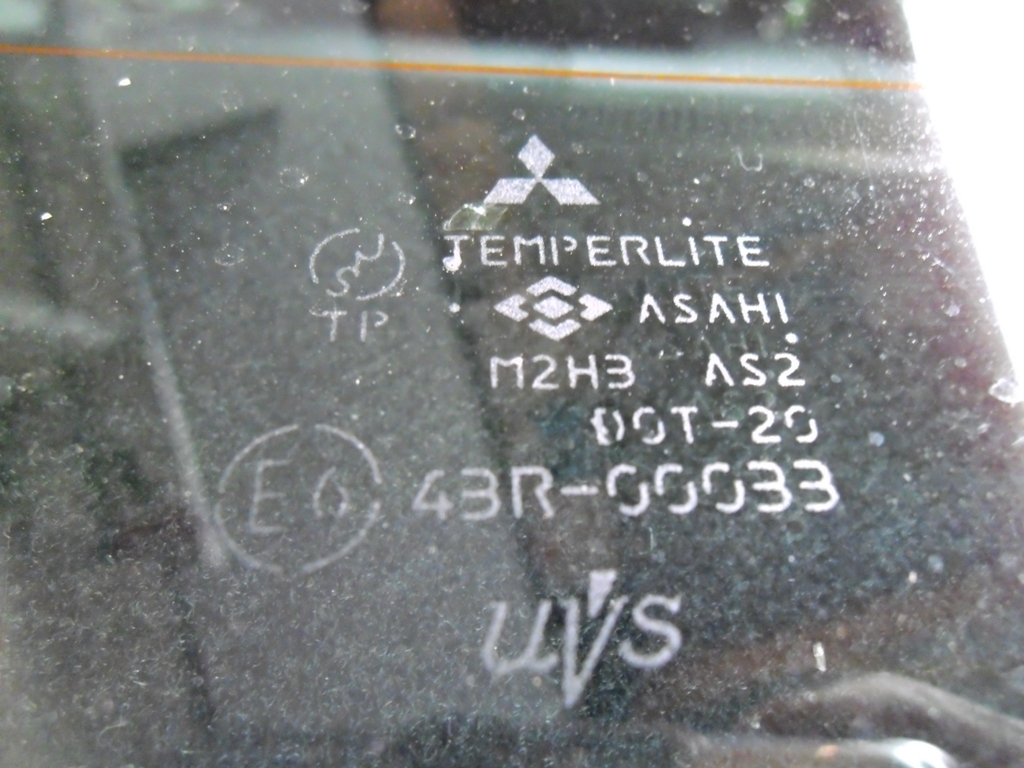 TEMPERLITE
TP
ASAHI
M2H3 AS2
DOT-20
E6 43R-00033
UVS